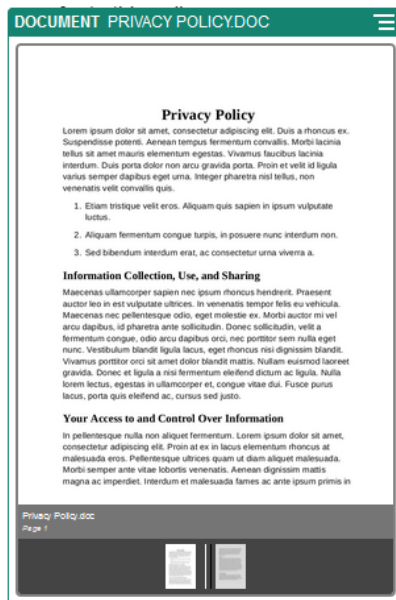 DOCUMENT PRIVACY POLICY.DOC
Privacy Policy
Lorem ipsum dolor sit amet, consectetur adipiscing elit. Duis a rhoncus ex.
Suspendisse potenti. Aenean tempus fermentum convallis. Morbi lacinia
tellus sit amet mauris elementum egestas. Vivamus faucibus lacinia
interdum. Duis porta dolor non arcu gravida porta. Proin et velit id ligula
varius semper dapibus eget urna. Integer pharetra nisl tellus, non
venenatis velit convallis quis.
1. Etiam tristique velit eros. Aliquam quis sapien in ipsum vulputate
luctus.
2. Aliquam fermentum congue turpis, in posuere nunc interdum non.
3. Sed bibendum interdum erat, ac consectetur urna viverra a.
Information Collection, Use, and Sharing
Maecenas ullamcorper sapien nec ipsum rhoncus hendrerit. Praesent
auctor leo in est vulputate ultrices. In venenatis tempor felis eu vehicula.
Maecenas nec pellentesque odio, eget molestie ex. Morbi auctor mi vel
arcu dapibus, id pharetra ante sollicitudin. Donec sollicitudin, velit a
fermentum congue, odio arcu dapibus orci, nec porttitor sem nulla eget
nunc. Vestibulum blandit ligula lacus, eget rhoncus nisi dignissim blandit.
Vivamus porttitor orci sit amet dolor blandit mattis. Nullam euismod laoreet
gravida. Donec et ligula a nisi fermentum eleifend dictum ac ligula. Nulla
lorem lectus, egestas in ullamcorper et, congue vitae dui. Fusce purus
lacus, porta quis eleifend ac, cursus sed justo.
Your Access to and Control Over Information
In pellentesque nulla non aliquet fermentum. Lorem ipsum dolor sit amet,
consectetur adipiscing elit. Proin at ex in lacus elementum rhoncus at
malesuada eros. Pellentesque ultrices quam ut diam aliquet malesuada.
Morbi semper ante vitae lobortis venenatis. Aenean dignissim mattis
magna ac imperdiet. Interdum et malesuada fames ac ante ipsum primis in
Privacy Policy.doc
Page 1